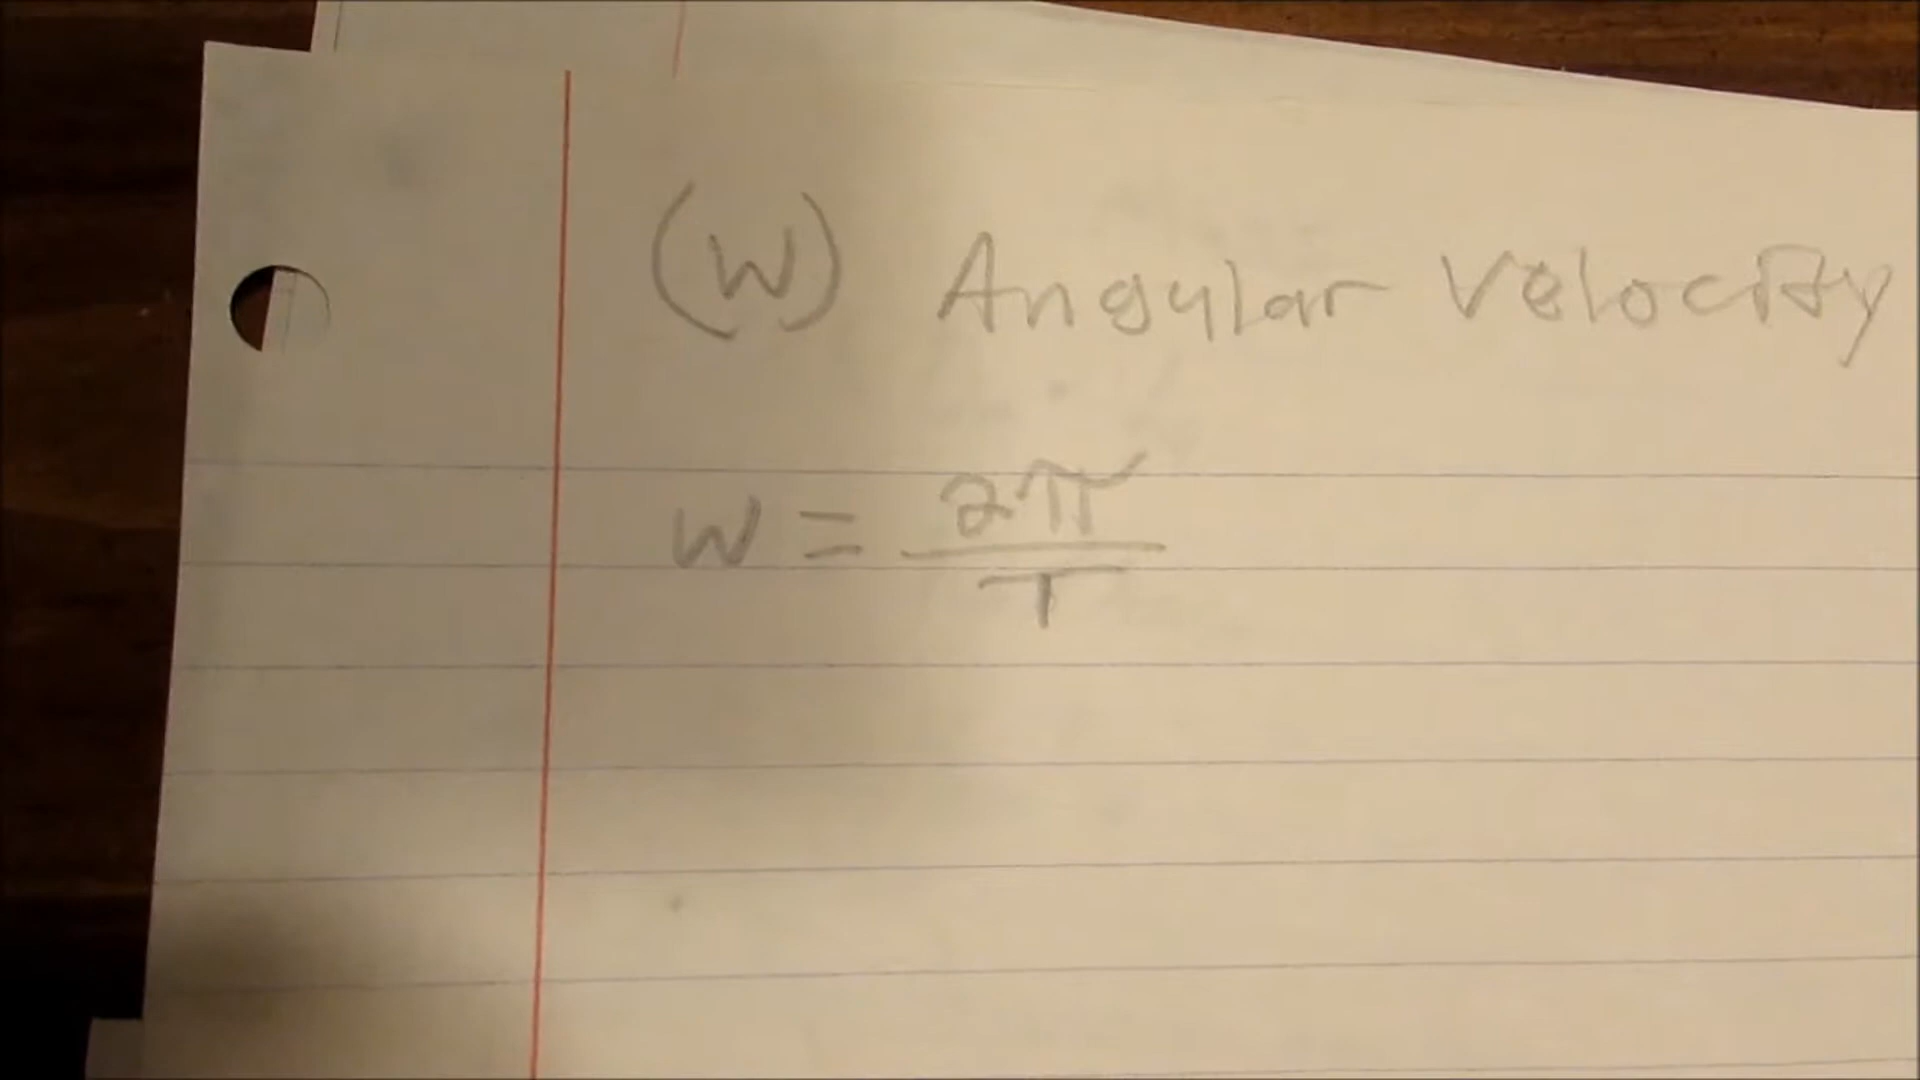 (W) Angular Velocity
W = 2π
T